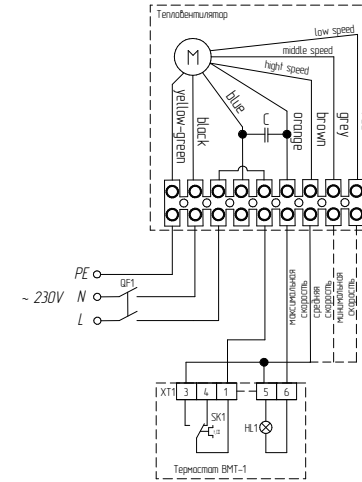 Тепловентилятор
low speed
middle speed
hight speed
M
yellow-green
black
blue
C
orange
brown
grey
PE
~ 230V N
QF1
L
максимальная
скорость
средняя
скорость
минимальная
скорость
XT1 3 4 1 5 6
SK1
HL1
Термостат ВМТ-1